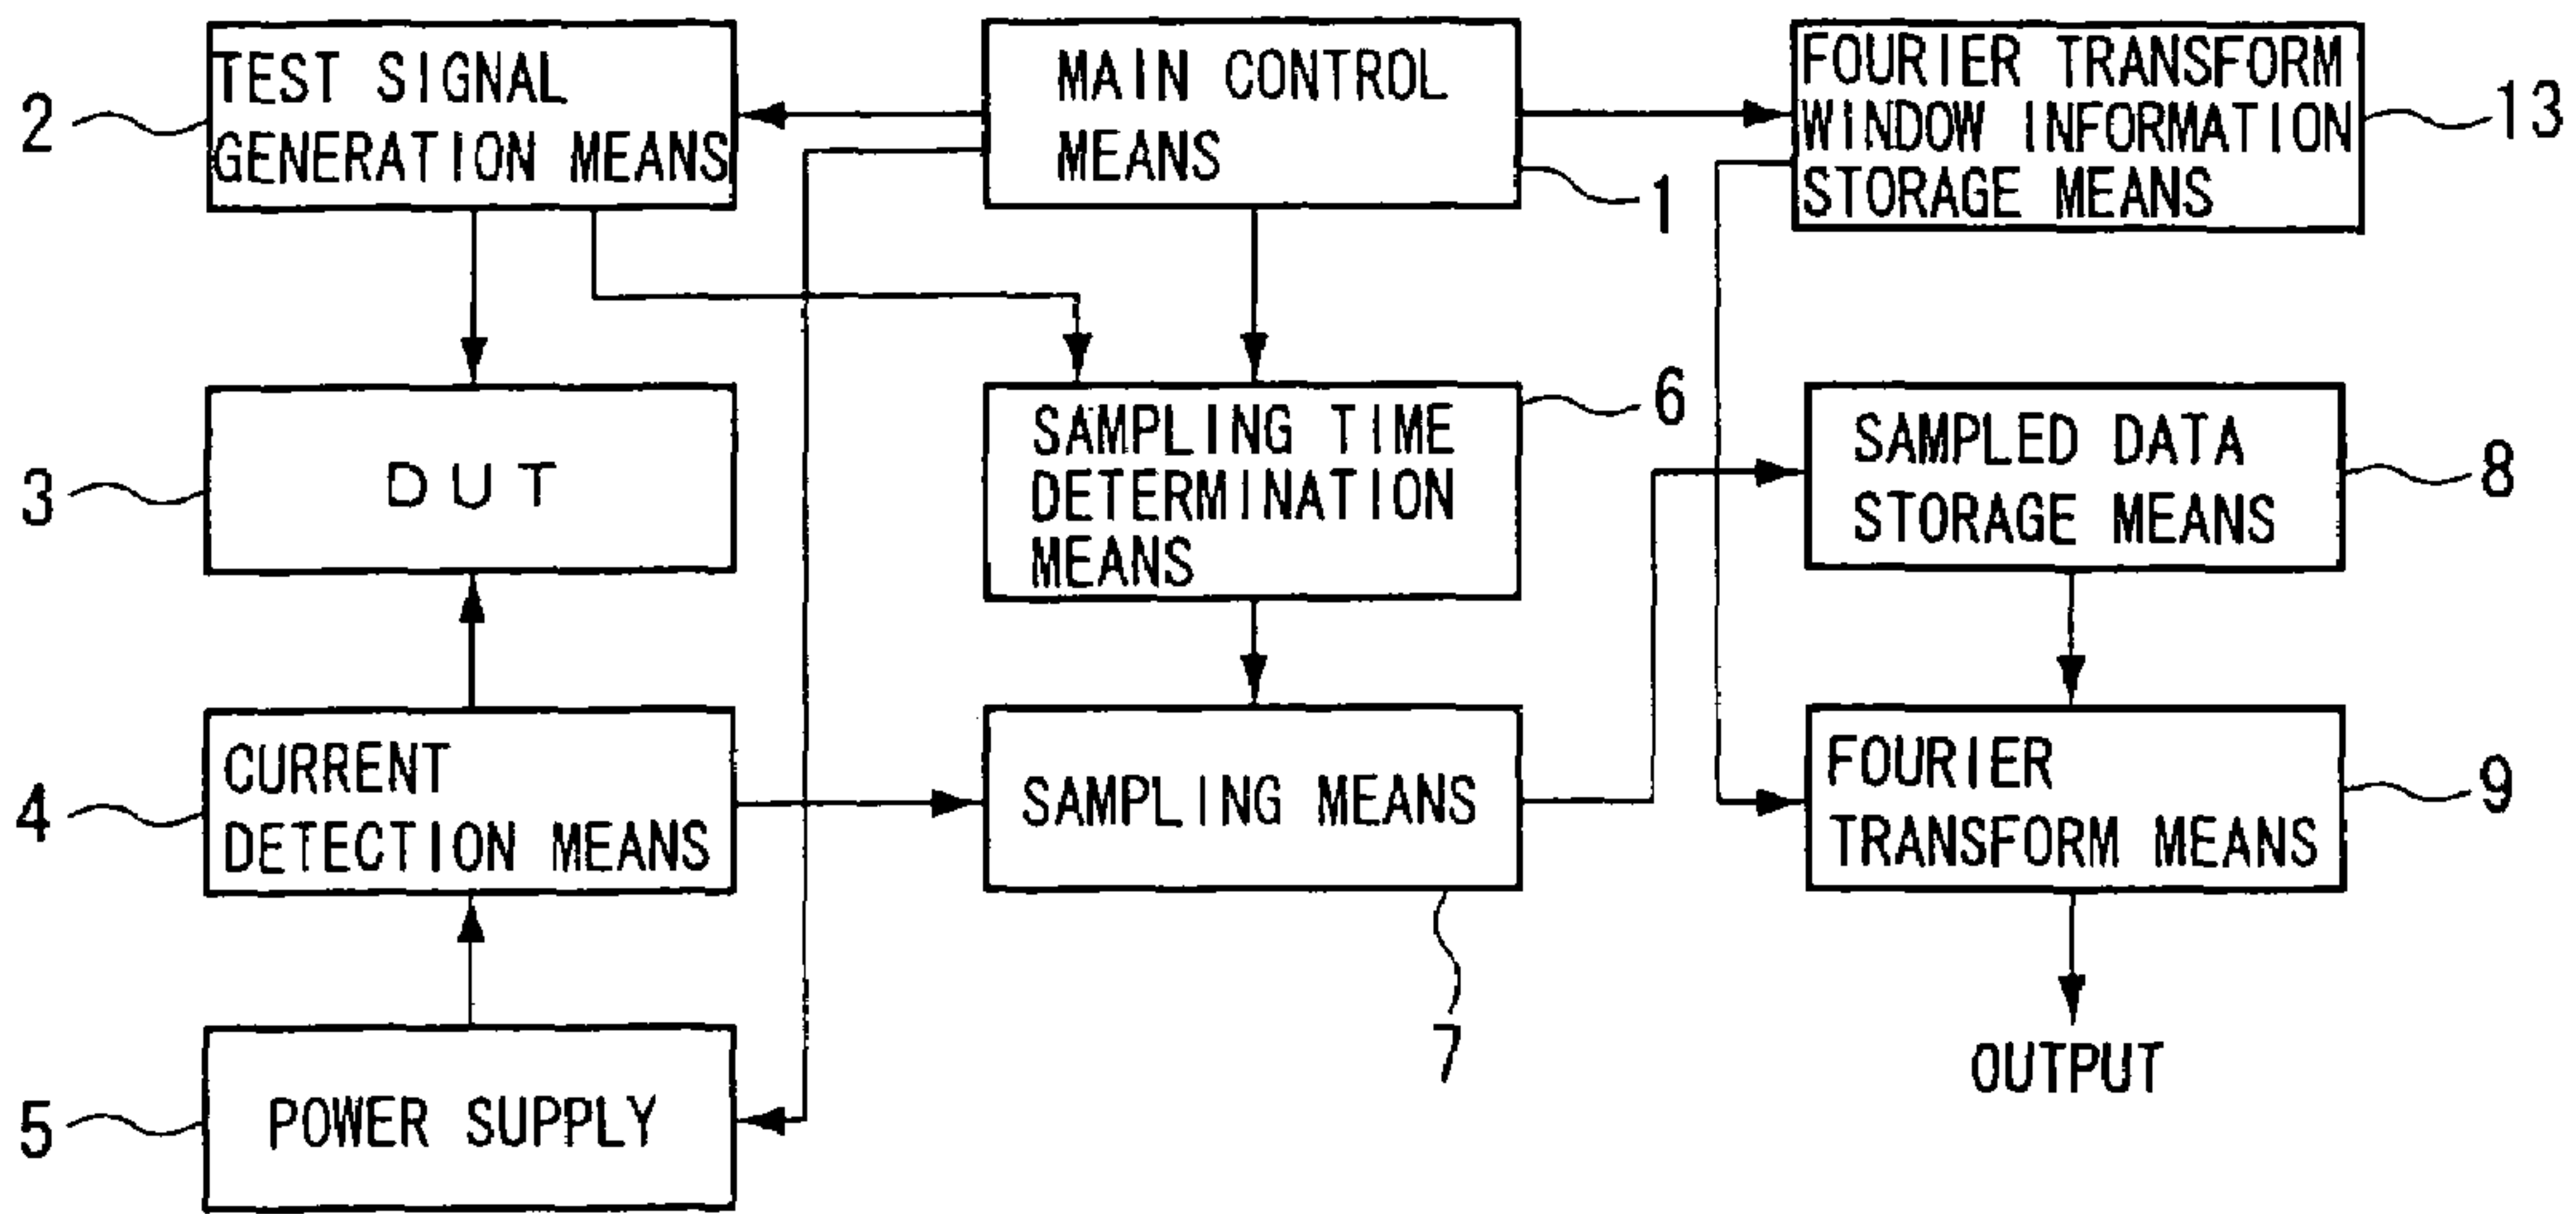 2
TEST SIGNAL
GENERATION MEANS
MAIN CONTROL
MEANS
1
FOURIER TRANSFORM
WINDOW INFORMATION
STORAGE MEANS
13
3
DUT
SAMPLING TIME
DETERMINATION
MEANS
6
SAMPLED DATA
STORAGE MEANS
8
4
CURRENT
DETECTION MEANS
SAMPLING MEANS
7
FOURIER
TRANSFORM MEANS
9
5
POWER SUPPLY
OUTPUT